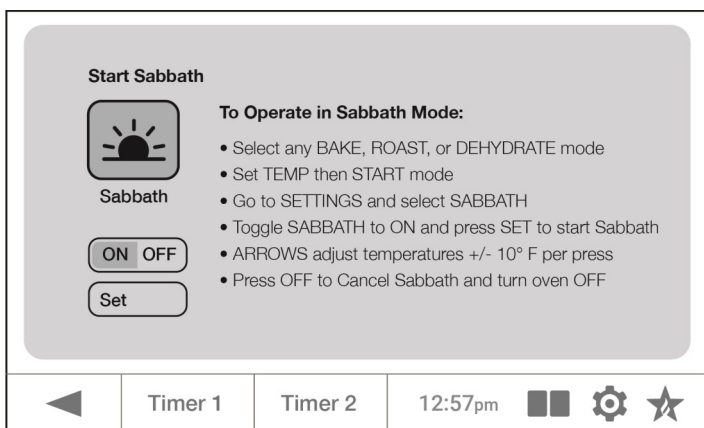 Start Sabbath
Sabbath
ON OFF
Set
To Operate in Sabbath Mode:
• Select any BAKE, ROAST, or DEHYDRATE mode
• Set TEMP then START mode
• Go to SETTINGS and select SABBATH
• Toggle SABBATH to ON and press SET to start Sabbath
• ARROWS adjust temperatures +/- 10° F per press
• Press OFF to Cancel Sabbath and turn oven OFF
Timer 1
Timer 2
12:57pm